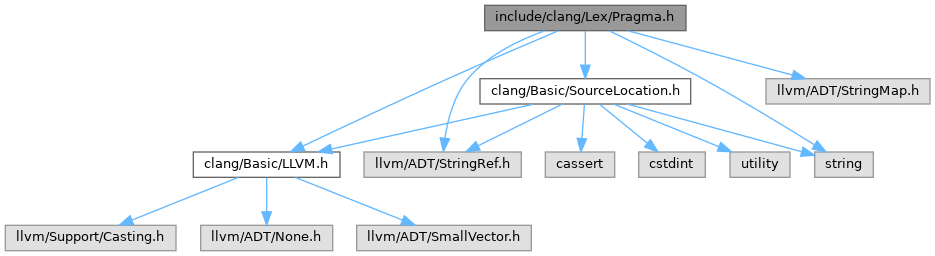 include/clang/Lex/Pragma.h
clang/Basic/SourceLocation.h
llvm/ADT/StringMap.h
clang/Basic/LLVM.h
llvm/ADT/StringRef.h
cassert
cstdint
utility
string
llvm/Support/Casting.h
llvm/ADT/None.h
llvm/ADT/SmallVector.h